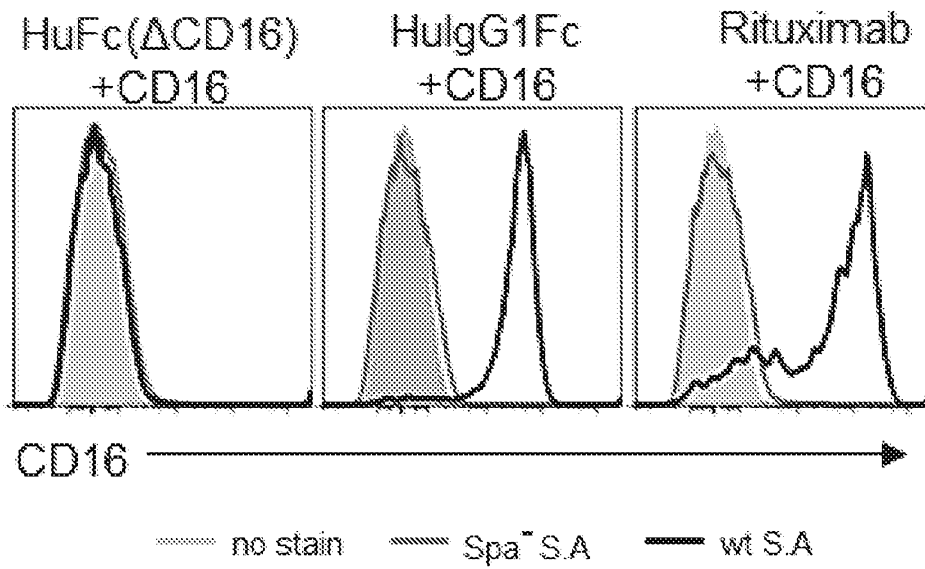 HuFc(ΔCD16)
+CD16
HuIgG1Fc
+CD16
Rituximab
+CD16
CD16
no stain
Spa⁻ S.A
wt S.A